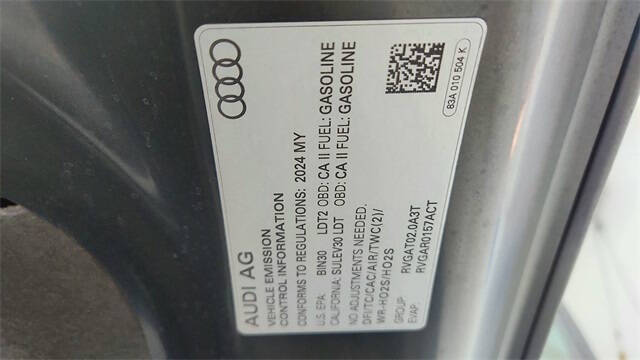 AUDI AG
VEHICLE EMISSION
CONTROL INFORMATION
CONFORMS TO REGULATIONS: 2024 MY
U.S. EPA: BIN30 LDT2 OBD: CA II FUEL: GASOLINE
CALIFORNIA: SULEV30 LDT OBD: CA II FUEL: GASOLINE
NO ADJUSTMENTS NEEDED.
DFI/TC/CAC/AIR/TWC(2)/
WR-HO2S/HO2S
GROUP: RVGAT02.0A3T
EVAP: RVGAR0157ACT
83A 010 504 K